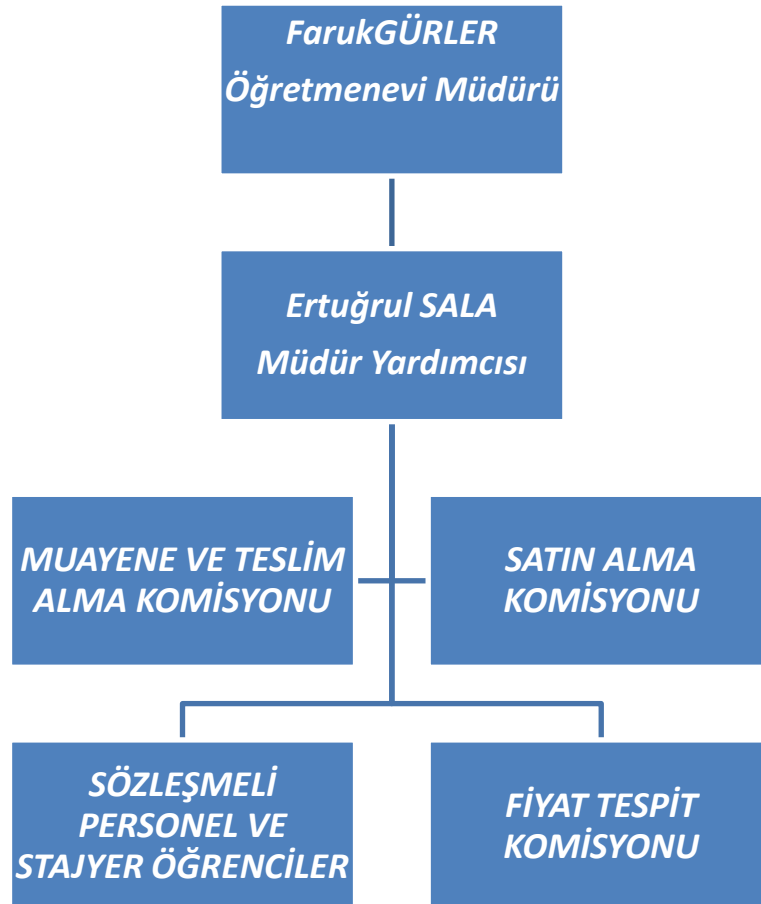 FarukGÜRLER
Öğretmenevi Müdürü
Ertuğrul SALA
Müdür Yardımcısı
MUAYENE VE TESLİM
ALMA KOMİSYONU
SATIN ALMA
KOMİSYONU
SÖZLEŞMELİ
PERSONEL VE
STAJYER ÖĞRENCİLER
FİYAT TESPİT
KOMİSYONU